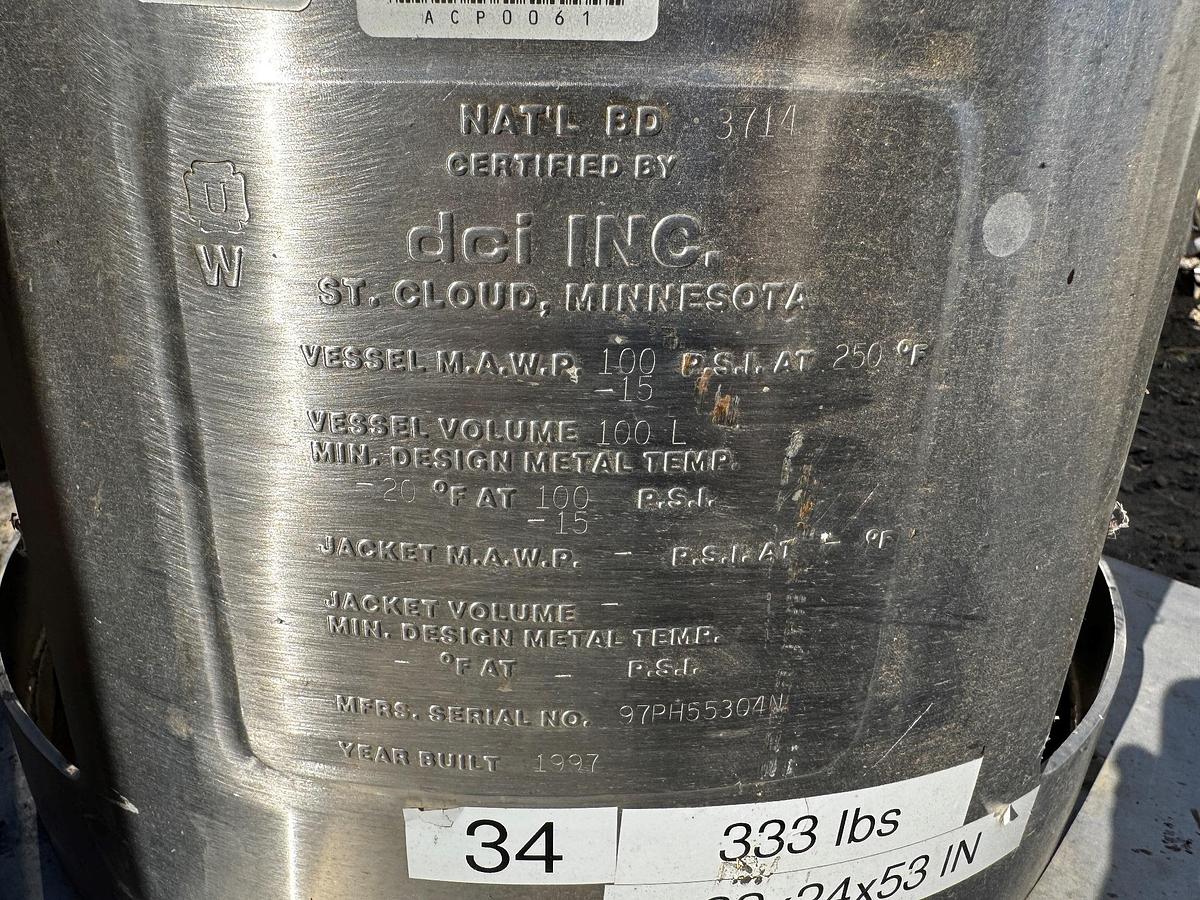 ACP0061
NAT'L BD 3714
CERTIFIED BY
U
W
dci INC.
ST. CLOUD, MINNESOTA
VESSEL M.A.W.P. 100 P.S.I. AT 250 °F
-15
VESSEL VOLUME 100 L
MIN. DESIGN METAL TEMP.
-20 °F AT 100 P.S.I.
-15
JACKET M.A.W.P. - P.S.I. AT - °F
JACKET VOLUME -
MIN. DESIGN METAL TEMP.
- °F AT - P.S.I.
MFRS. SERIAL NO. 97PH55304N
YEAR BUILT 1997
34
333 lbs
x24x53 IN